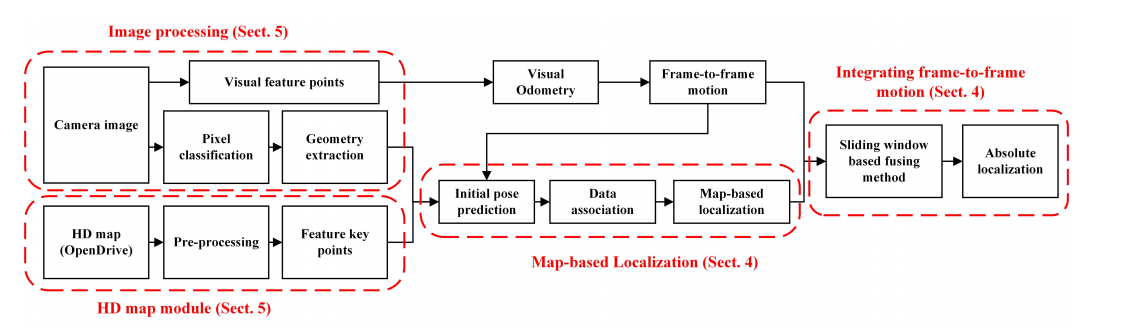 Image processing (Sect. 5)
Camera image
Visual feature points
Pixel
classification
Geometry
extraction
HD map
(OpenDrive)
Pre-processing
Feature key
points
HD map module (Sect. 5)
Visual
Odometry
Frame-to-frame
motion
Initial pose
prediction
Data
association
Map-based
localization
Map-based Localization (Sect. 4)
Integrating frame-to-frame
motion (Sect. 4)
Sliding window
based fusing
method
Absolute
localization